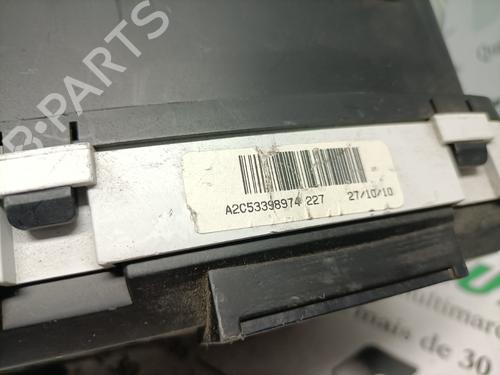 B-PARTS
A2C53398974 227 27/10/10
multimarc
mais de 30